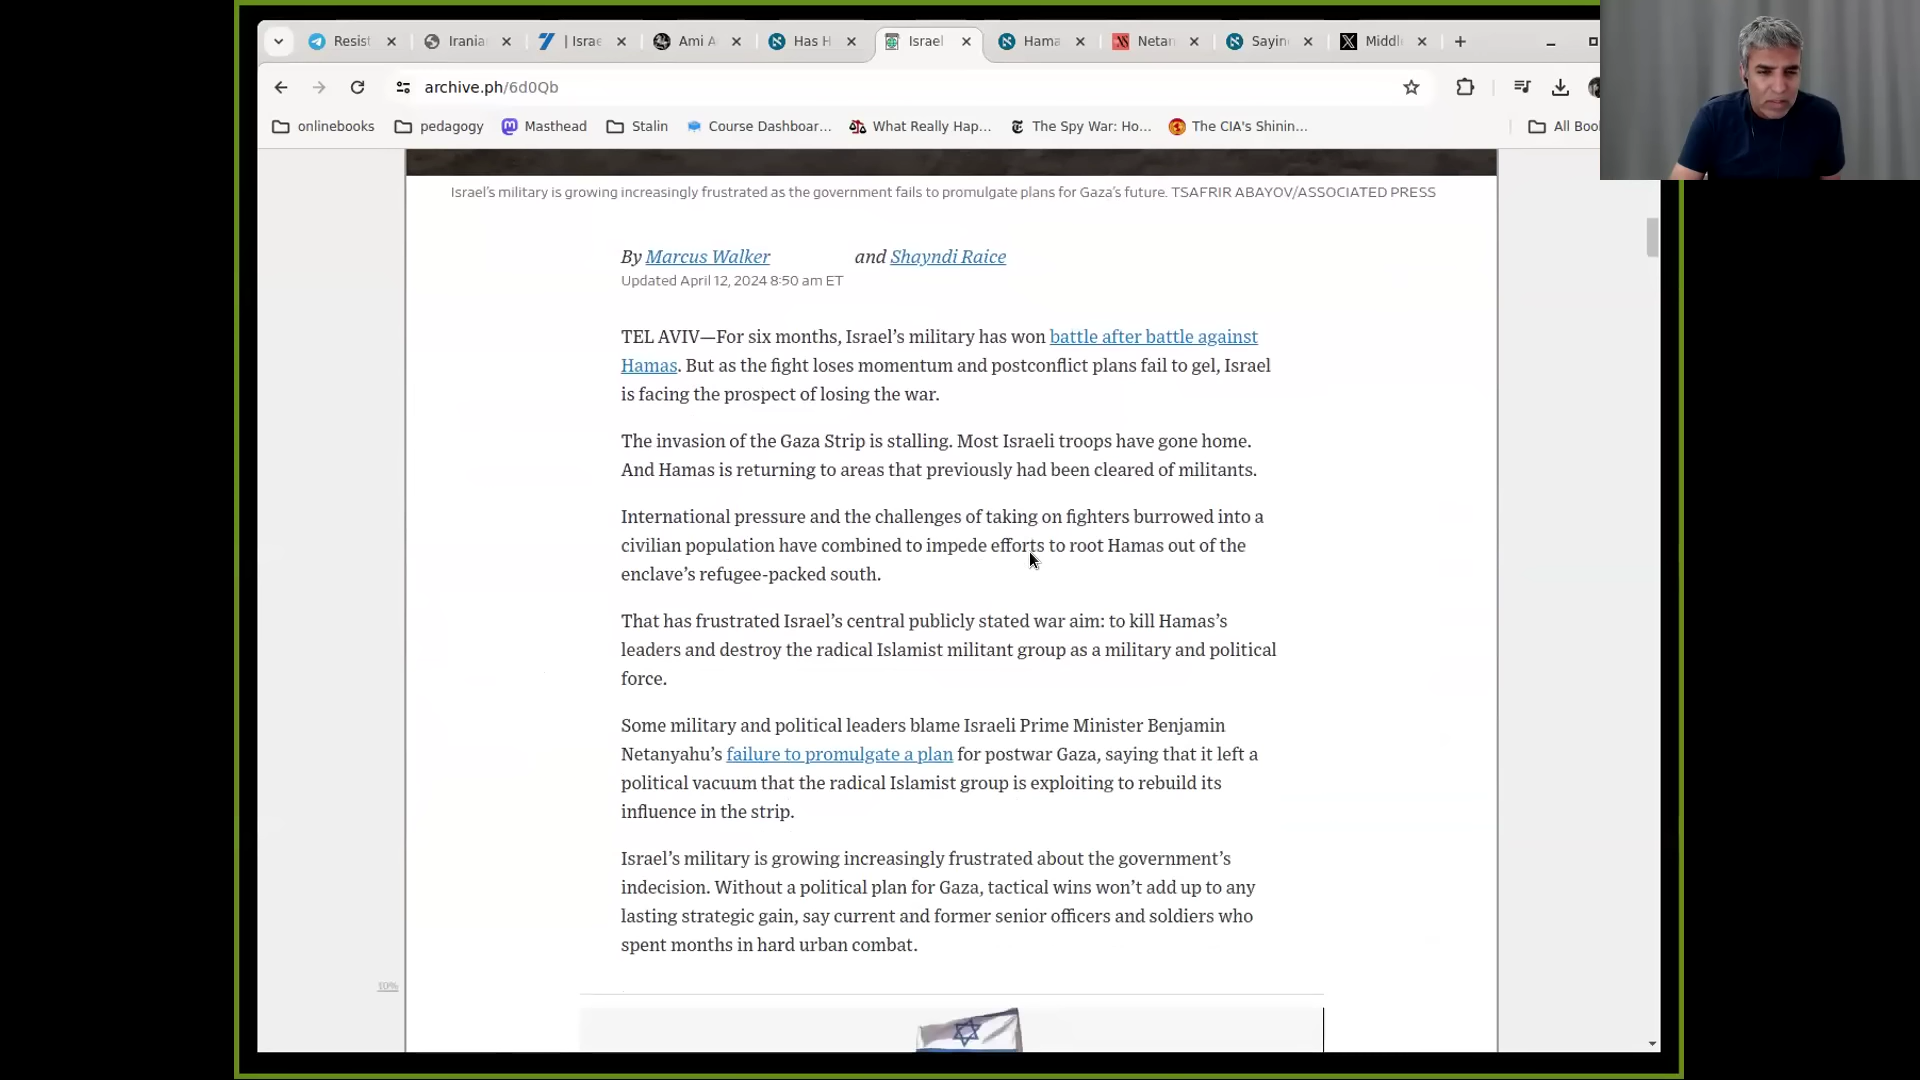 Resist
Irania
| Israe
Ami A
Has H
Israel
Hama
Netan
Sayin
Middl
archive.ph/6d0Qb
onlinebooks
pedagogy
Masthead
Stalin
Course Dashboar...
What Really Hap...
The Spy War: Ho...
The CIA's Shinin...
All Boo
Israel's military is growing increasingly frustrated as the government fails to promulgate plans for Gaza's future. TSAFRIR ABAYOV/ASSOCIATED PRESS
By Marcus Walker and Shayndi Raice
Updated April 12, 2024 8:50 am ET
TEL AVIV—For six months, Israel's military has won battle after battle against
Hamas. But as the fight loses momentum and postconflict plans fail to gel, Israel
is facing the prospect of losing the war.
The invasion of the Gaza Strip is stalling. Most Israeli troops have gone home.
And Hamas is returning to areas that previously had been cleared of militants.
International pressure and the challenges of taking on fighters burrowed into a
civilian population have combined to impede efforts to root Hamas out of the
enclave's refugee-packed south.
That has frustrated Israel's central publicly stated war aim: to kill Hamas's
leaders and destroy the radical Islamist militant group as a military and political
force.
Some military and political leaders blame Israeli Prime Minister Benjamin
Netanyahu's failure to promulgate a plan for postwar Gaza, saying that it left a
political vacuum that the radical Islamist group is exploiting to rebuild its
influence in the strip.
Israel's military is growing increasingly frustrated about the government's
indecision. Without a political plan for Gaza, tactical wins won't add up to any
lasting strategic gain, say current and former senior officers and soldiers who
spent months in hard urban combat.
10%